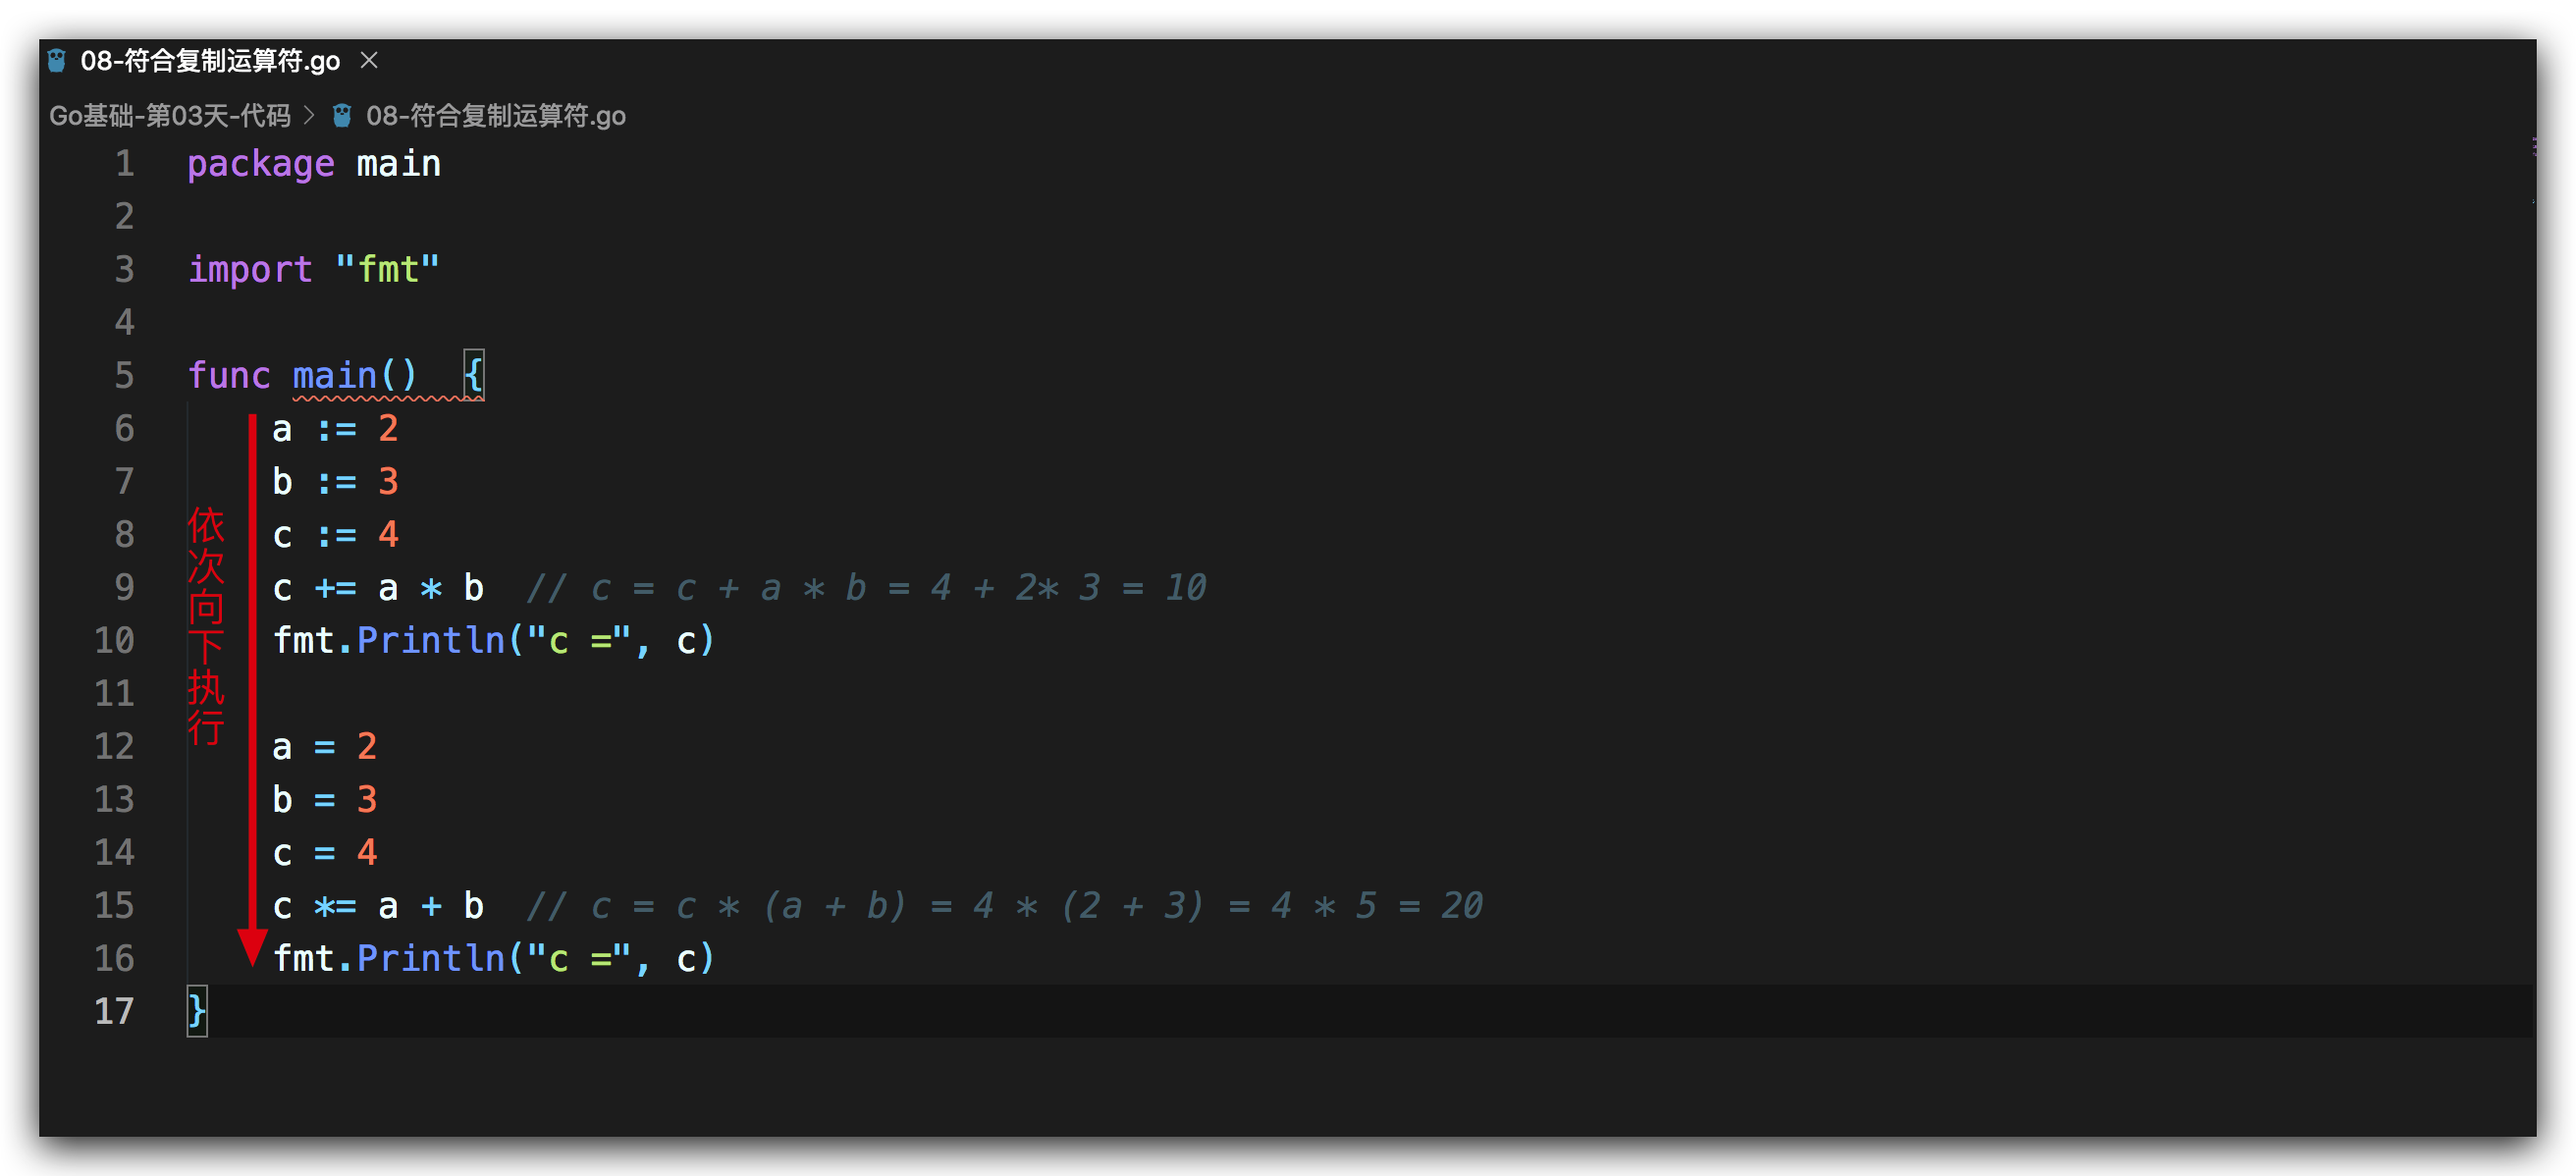 08-符合复制运算符.go
Go基础-第03天-代码 > 08-符合复制运算符.go
1 package main
2
3 import "fmt"
4
5 func main()  {
6 a := 2
7 b := 3
8 c := 4
9 c += a * b  // c = c + a * b = 4 + 2* 3 = 10
10 fmt.Println("c =", c)
11
12 a = 2
13 b = 3
14 c = 4
15 c *= a + b  // c = c * (a + b) = 4 * (2 + 3) = 4 * 5 = 20
16 fmt.Println("c =", c)
17 }
依次向下执行